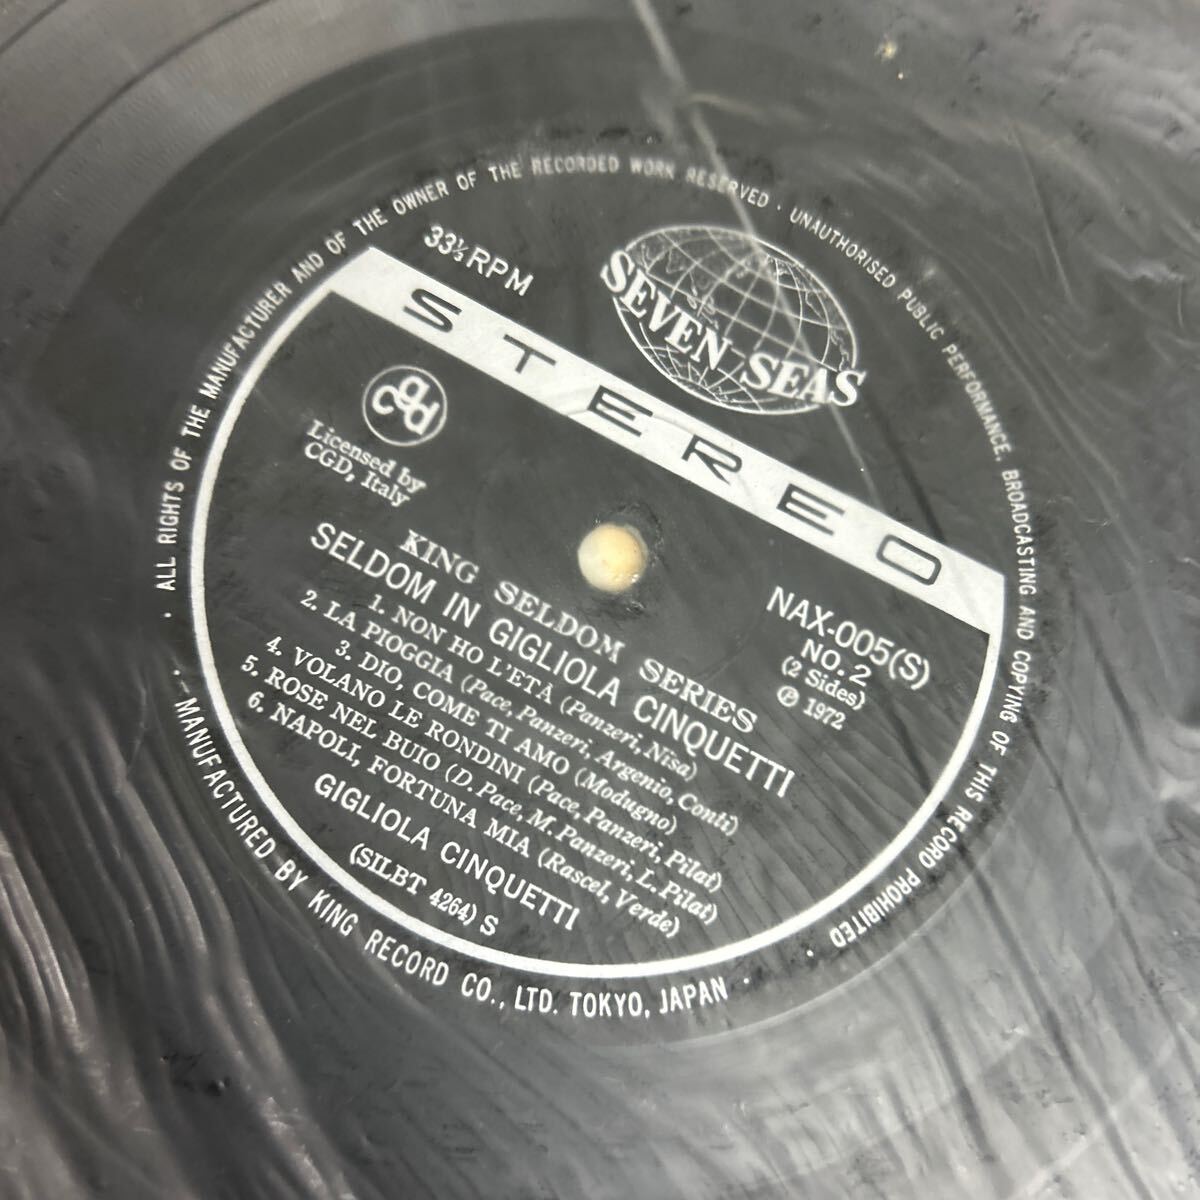 · ALL RIGHTS OF THE MANUFACTURER AND OF THE OWNER OF THE RECORDED WORK RESERVED · UNAUTHORISED PUBLIC PERFORMANCE, BROADCASTING AND COPYING OF THIS RECORD PROHIBITED
33⅓ RPM
SEVEN SEAS
STEREO
cgd
Licensed by
CGD, Italy
NAX-005(S)
NO. 2
(2 Sides)
Ⓟ 1972
KING SELDOM SERIES
SELDOM IN GIGLIOLA CINQUETTI
1. NON HO L'ETÀ (Panzeri, Nisa)
2. LA PIOGGIA (Pace, Panzeri, Argenio, Conti)
3. DIO, COME TI AMO (Modugno)
4. VOLANO LE RONDINI (Pace, Panzeri, Pilat)
5. ROSE NEL BUIO (D. Pace, M. Panzeri, L. Pilat)
6. NAPOLI, FORTUNA MIA (Rascel, Verde)
GIGLIOLA CINQUETTI
(SILBT 4264) S
· MANUFACTURED BY KING RECORD CO., LTD. TOKYO, JAPAN ·